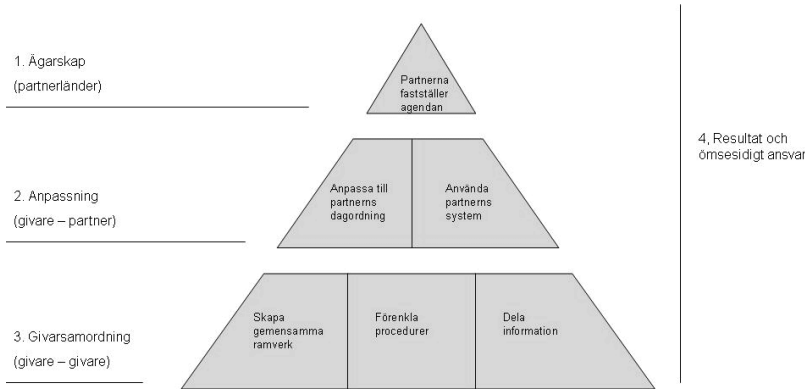 1. Ägarskap
(partnerländer)
Partnerna
fastställer
agendan
4, Resultat och
ömsesidigt ansvar
2. Anpassning
(givare – partner)
Anpassa till
partnerns
dagordning
Använda
partnerns
system
3. Givarsamordning
(givare – givare)
Skapa
gemensamma
ramverk
Förenkla
procedurer
Dela
information